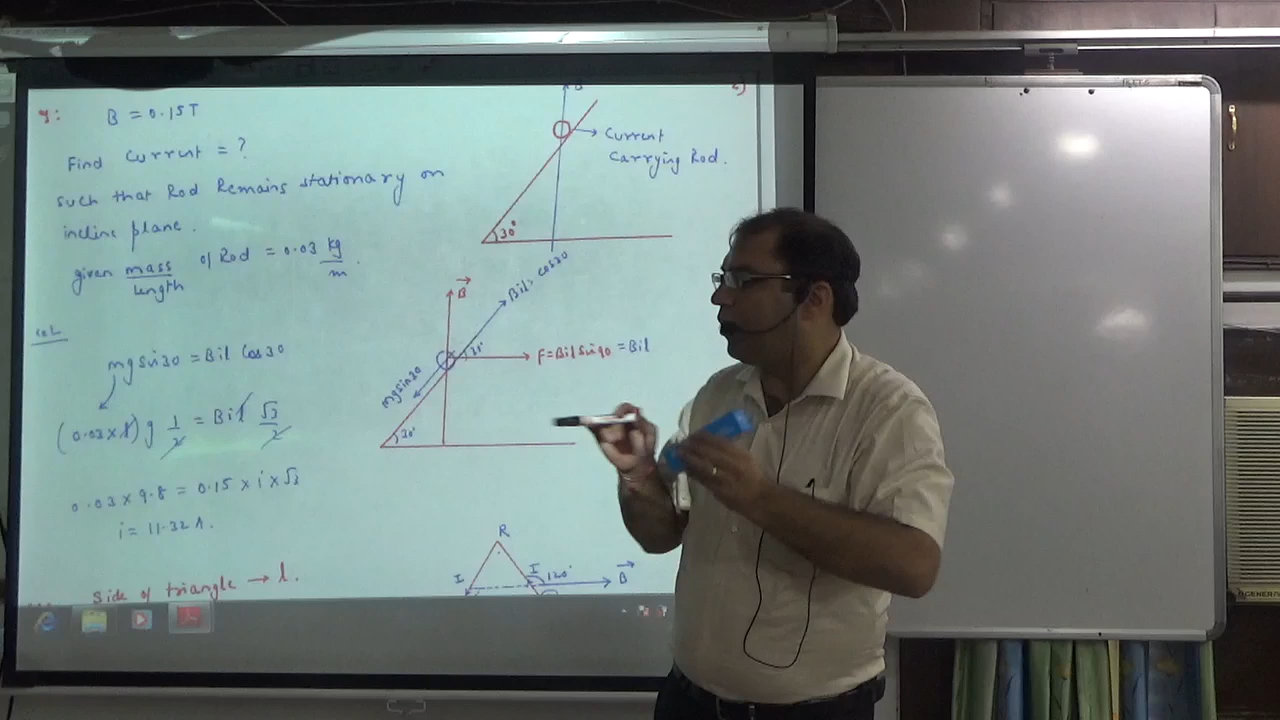 B = 0.15T
Find Current = ?
such that Rod Remains stationary on
incline plane.
given mass/length of Rod = 0.03 kg/m.
Current
Carrying Rod.
30°
Sol.
mg sin30 = Bil cos30
(0.03×l) g 1/2 = Bil √3/2
0.03 × 9.8 = 0.15 × i × √3
i = 11.32 A.
B
Bil cos30
30°
F = Bil Sin90 = Bil
mg sin30
30°
R
I
I
120°
B
side of triangle → l.
GENERAL